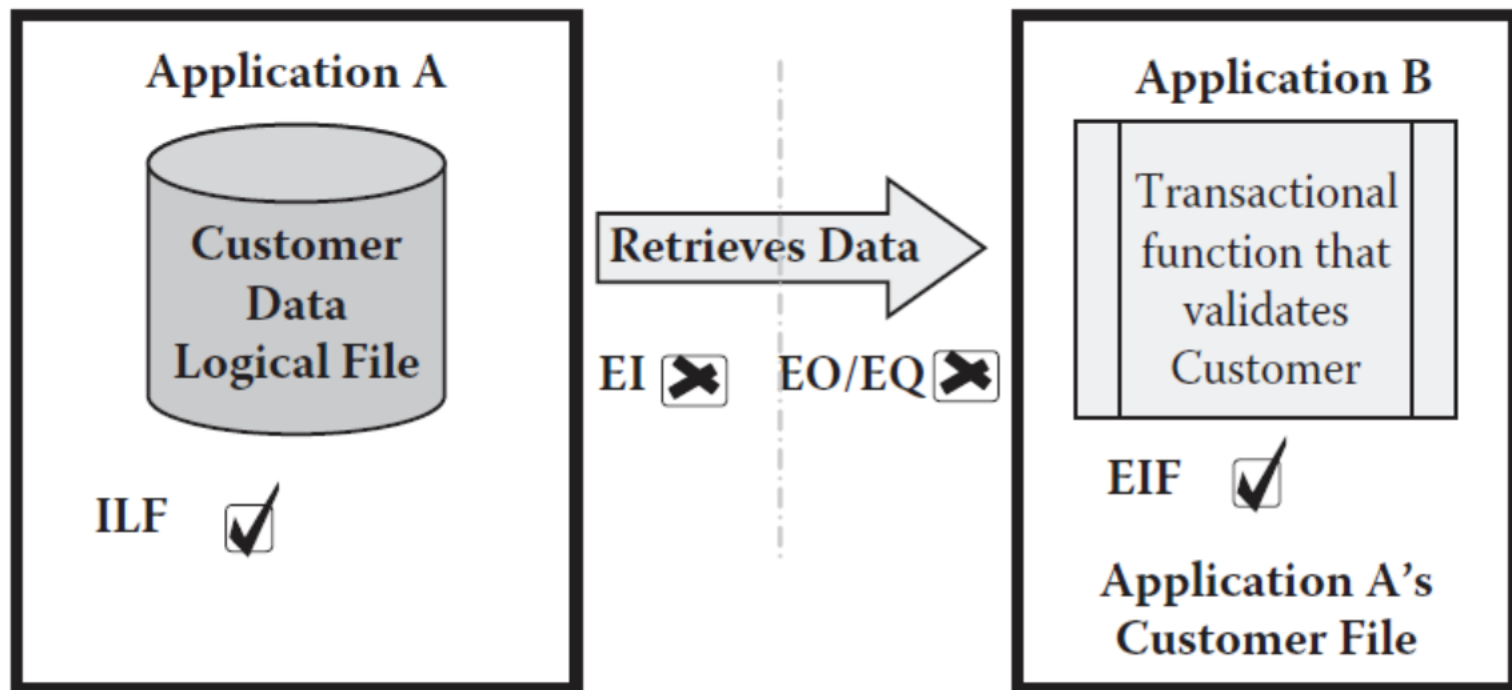 Application A
Customer
Data
Logical File
ILF
Retrieves Data
EI
EO/EQ
Application B
Transactional
function that
validates
Customer
EIF
Application A’s
Customer File